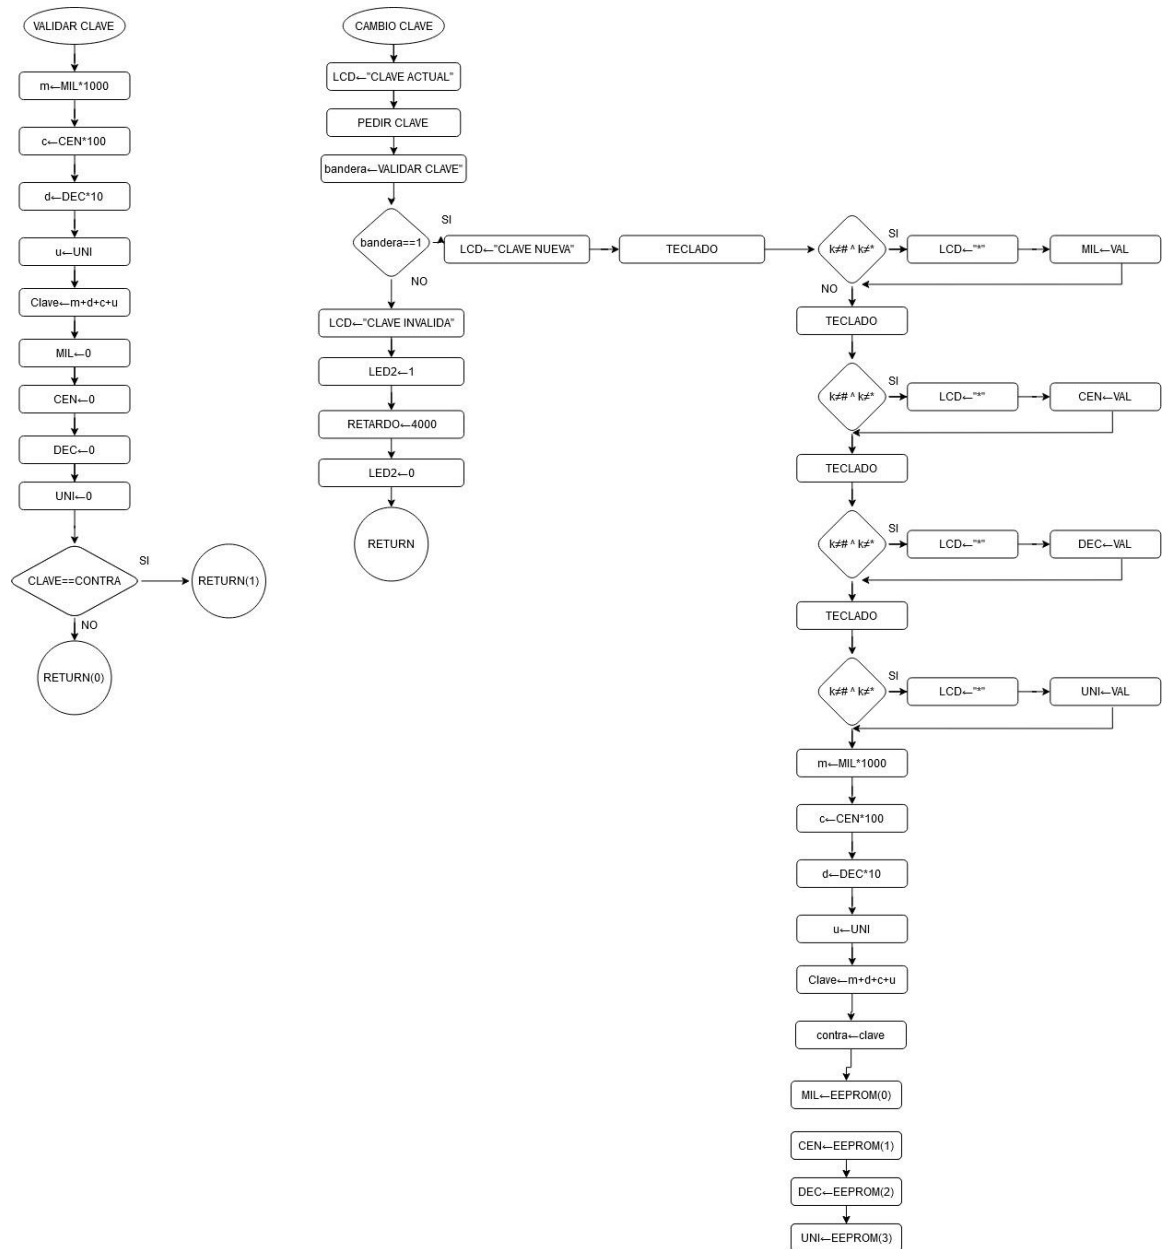 VALIDAR CLAVE
m←MIL*1000
c←CEN*100
d←DEC*10
u←UNI
Clave←m+d+c+u
MIL←0
CEN←0
DEC←0
UNI←0
CLAVE==CONTRA
SI
RETURN(1)
NO
RETURN(0)
CAMBIO CLAVE
LCD←"CLAVE ACTUAL"
PEDIR CLAVE
bandera←VALIDAR CLAVE"
bandera==1
SI
NO
LCD←"CLAVE INVALIDA"
LED2←1
RETARDO←4000
LED2←0
RETURN
LCD←"CLAVE NUEVA"
TECLADO
k≠# ^ k≠*
SI
LCD←"*"
MIL←VAL
NO
TECLADO
k≠# ^ k≠*
SI
LCD←"*"
CEN←VAL
TECLADO
k≠# ^ k≠*
SI
LCD←"*"
DEC←VAL
TECLADO
k≠# ^ k≠*
SI
LCD←"*"
UNI←VAL
m←MIL*1000
c←CEN*100
d←DEC*10
u←UNI
Clave←m+d+c+u
contra←clave
MIL←EEPROM(0)
CEN←EEPROM(1)
DEC←EEPROM(2)
UNI←EEPROM(3)